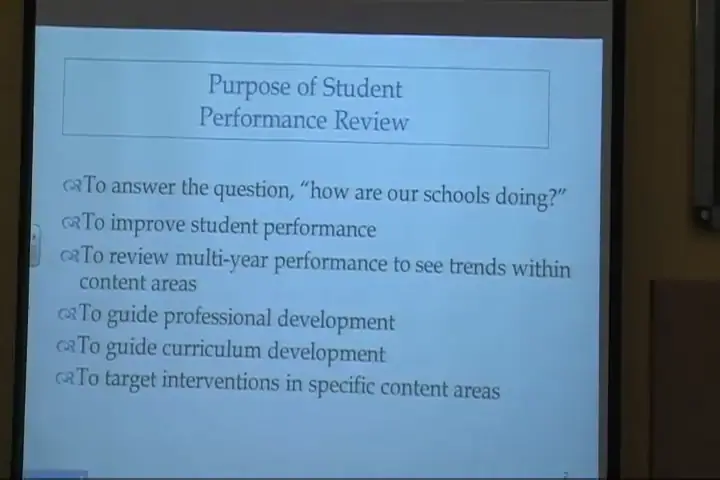 Purpose of Student
Performance Review
To answer the question, “how are our schools doing?”
To improve student performance
To review multi-year performance to see trends within
content areas
To guide professional development
To guide curriculum development
To target interventions in specific content areas
7